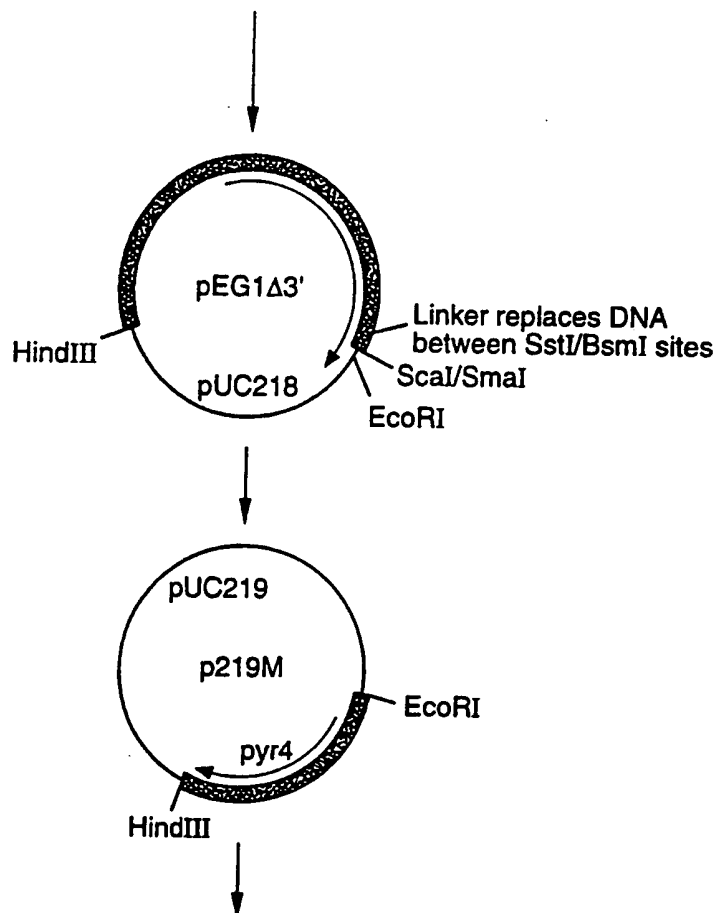 pEG1Δ3'
Linker replaces DNA
between SstI/BsmI sites
HindIII
ScaI/SmaI
pUC218
EcoRI
pUC219
p219M
EcoRI
pyr4
HindIII